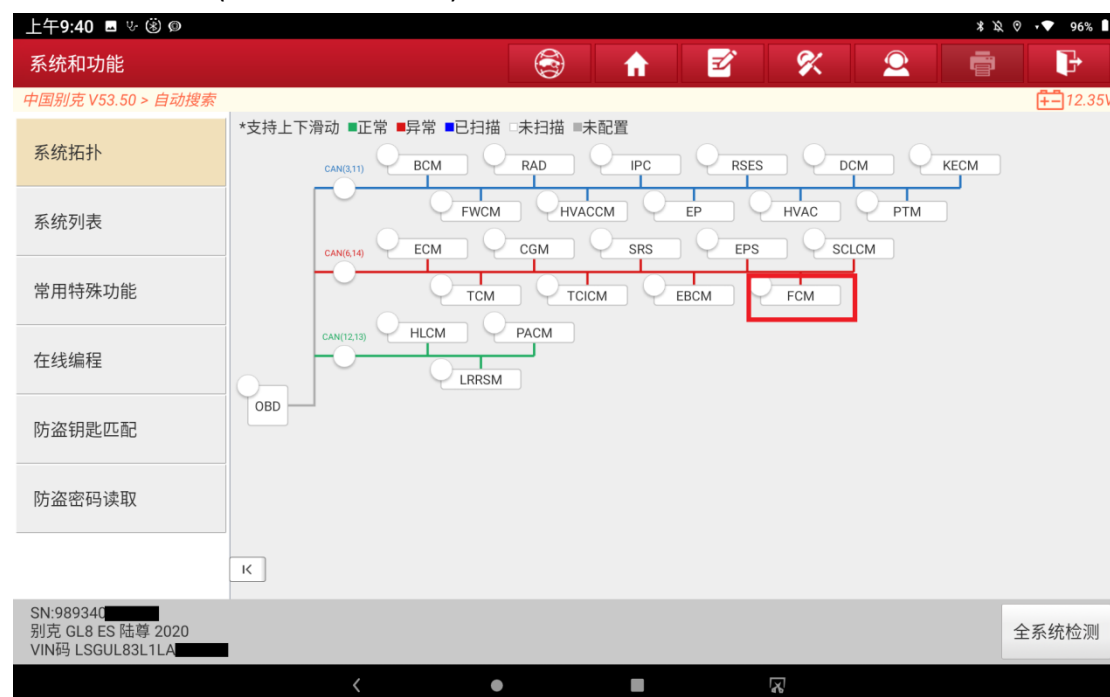 上午9:40
96%
系统和功能
中国别克 V53.50 > 自动搜索
12.35V
*支持上下滑动 ■正常 ■异常 ■已扫描 □未扫描 ■未配置
系统拓扑
系统列表
常用特殊功能
在线编程
防盗钥匙匹配
防盗密码读取
CAN(3,11)
BCM RAD IPC RSES DCM KECM
FWCM HVACCM EP HVAC PTM
CAN(6,14)
ECM CGM SRS EPS SCLCM
TCM TCICM EBCM FCM
CAN(12,13)
HLCM PACM
LRRSM
OBD
SN:989340
别克 GL8 ES 陆尊 2020
VIN码 LSGUL83L1LA
全系统检测